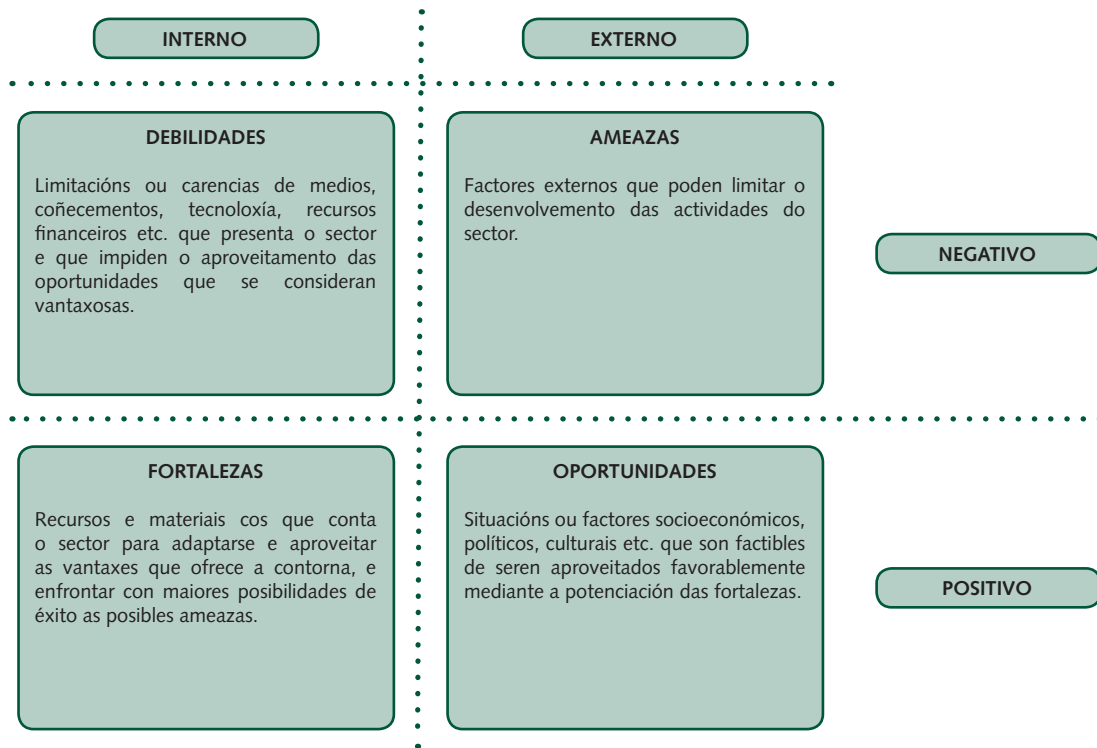 INTERNO
EXTERNO
DEBILIDADES
Limitacións ou carencias de medios,
coñecementos, tecnoloxía, recursos
financeiros etc. que presenta o sector
e que impiden o aproveitamento das
oportunidades que se consideran
vantaxosas.
AMEAZAS
Factores externos que poden limitar o
desenvolvemento das actividades do
sector.
NEGATIVO
FORTALEZAS
Recursos e materiais cos que conta
o sector para adaptarse e aproveitar
as vantaxes que ofrece a contorna, e
enfrontar con maiores posibilidades de
éxito as posibles ameazas.
OPORTUNIDADES
Situacións ou factores socioeconómicos,
políticos, culturais etc. que son factibles
de seren aproveitados favorablemente
mediante a potenciación das fortalezas.
POSITIVO